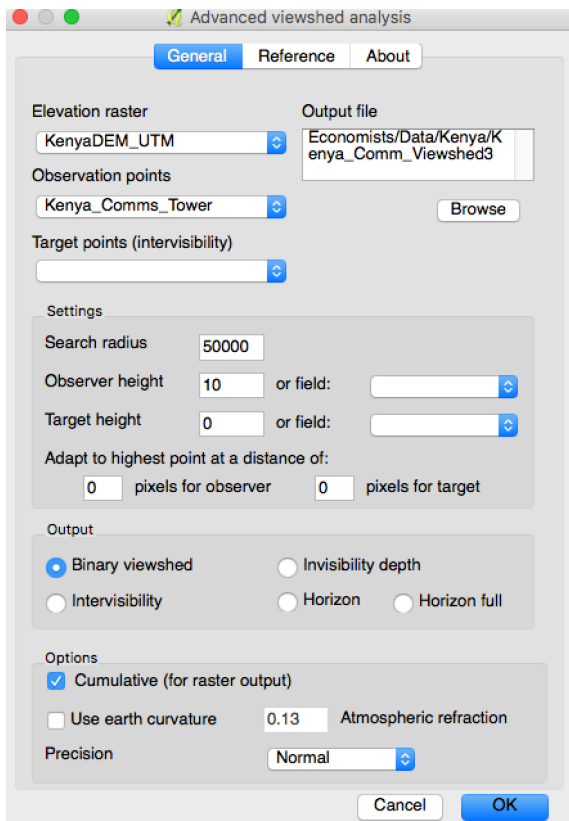 Advanced viewshed analysis
General Reference About
Elevation raster
KenyaDEM_UTM
Output file
Economists/Data/Kenya/K
enya_Comm_Viewshed3
Observation points
Kenya_Comms_Tower
Browse
Target points (intervisibility)
Settings
Search radius 50000
Observer height 10 or field:
Target height 0 or field:
Adapt to highest point at a distance of:
0 pixels for observer 0 pixels for target
Output
Binary viewshed Invisibility depth
Intervisibility Horizon Horizon full
Options
Cumulative (for raster output)
Use earth curvature 0.13 Atmospheric refraction
Precision Normal
Cancel OK